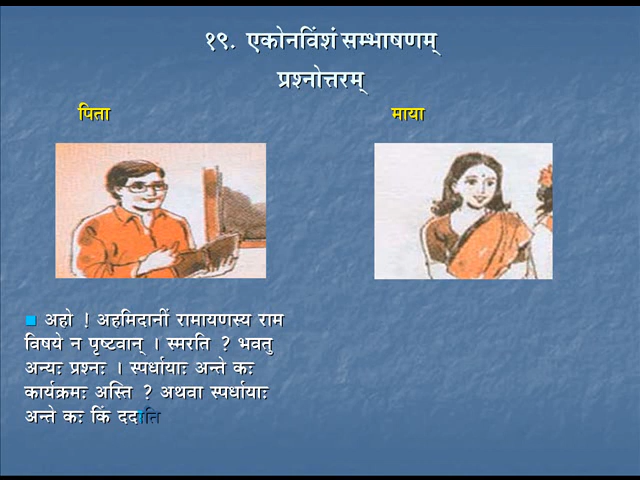 १९. एकोनविंशं सम्भाषणम्
प्रश्नोत्तरम्
पिता
माया
अहो ! अहमिदानीं रामायणस्य राम
विषये न पृष्टवान् । स्मरति ? भवतु
अन्यः प्रश्नः । स्पर्धायाः अन्ते कः
कार्यक्रमः अस्ति ? अथवा स्पर्धायाः
अन्ते कः किं ददाति